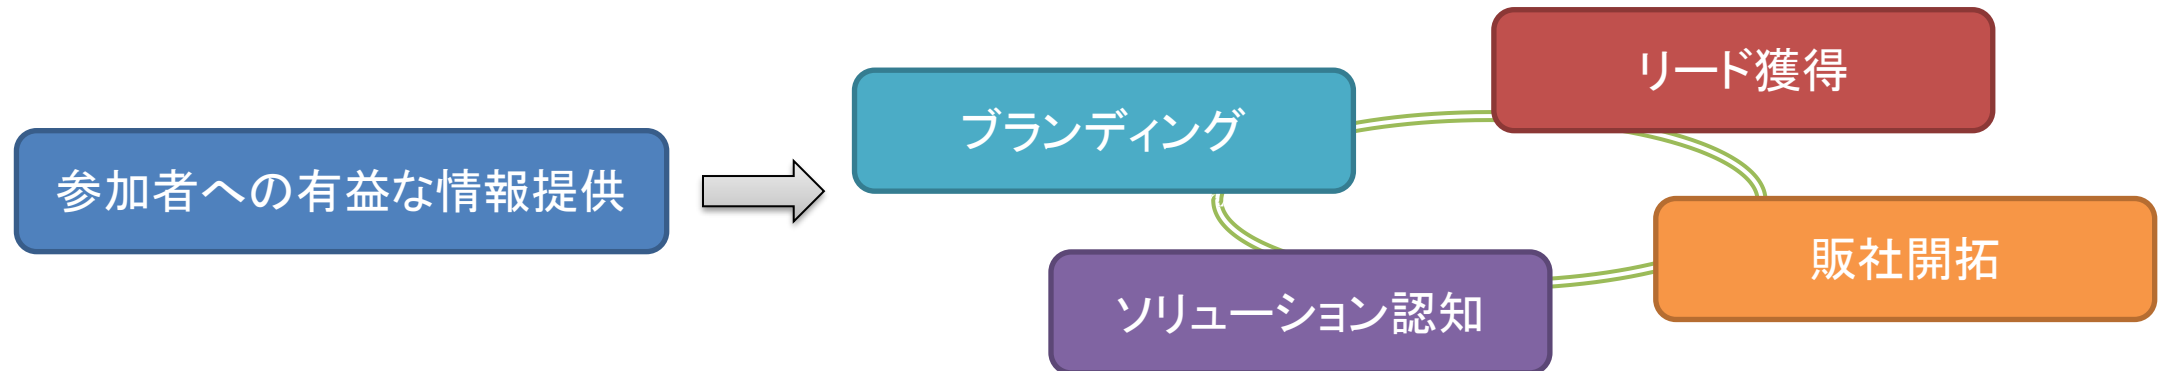 参加者への有益な情報提供
ブランディング
リード獲得
販社開拓
ソリューション認知